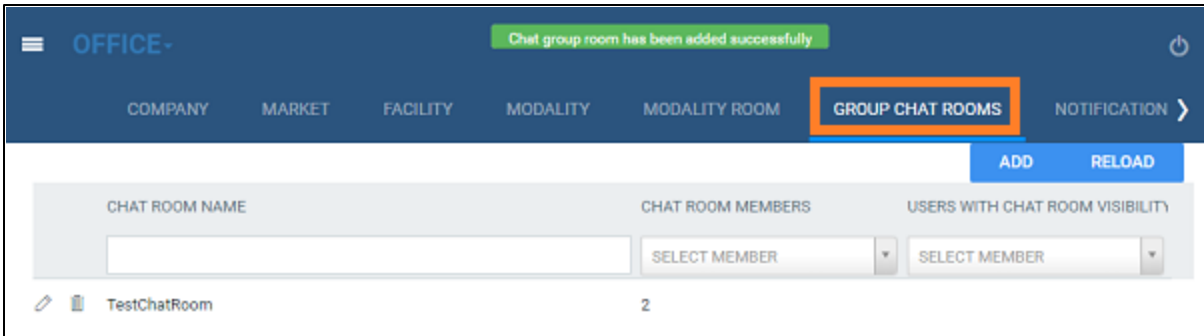 OFFICE
Chat group room has been added successfully
COMPANY MARKET FACILITY MODALITY MODALITY ROOM GROUP CHAT ROOMS NOTIFICATION
ADD RELOAD
CHAT ROOM NAME CHAT ROOM MEMBERS USERS WITH CHAT ROOM VISIBILITY
SELECT MEMBER SELECT MEMBER
TestChatRoom 2